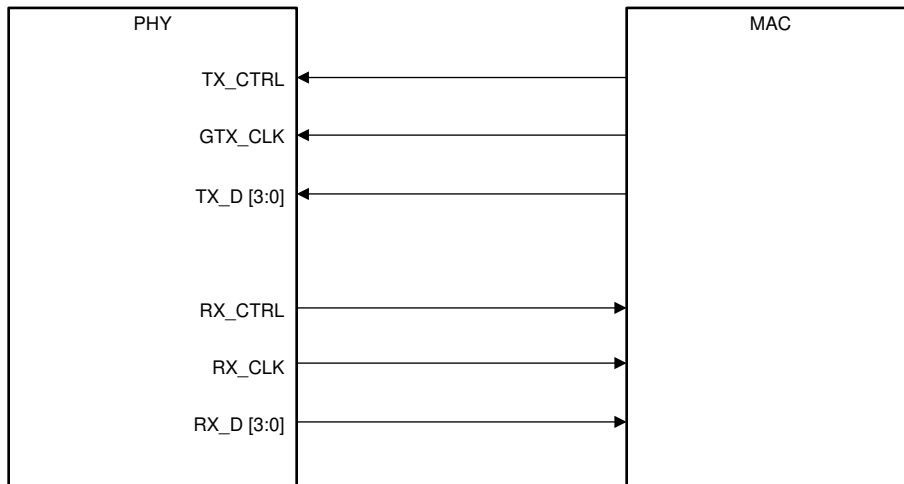 PHY
MAC
TX_CTRL
GTX_CLK
TX_D [3:0]
RX_CTRL
RX_CLK
RX_D [3:0]